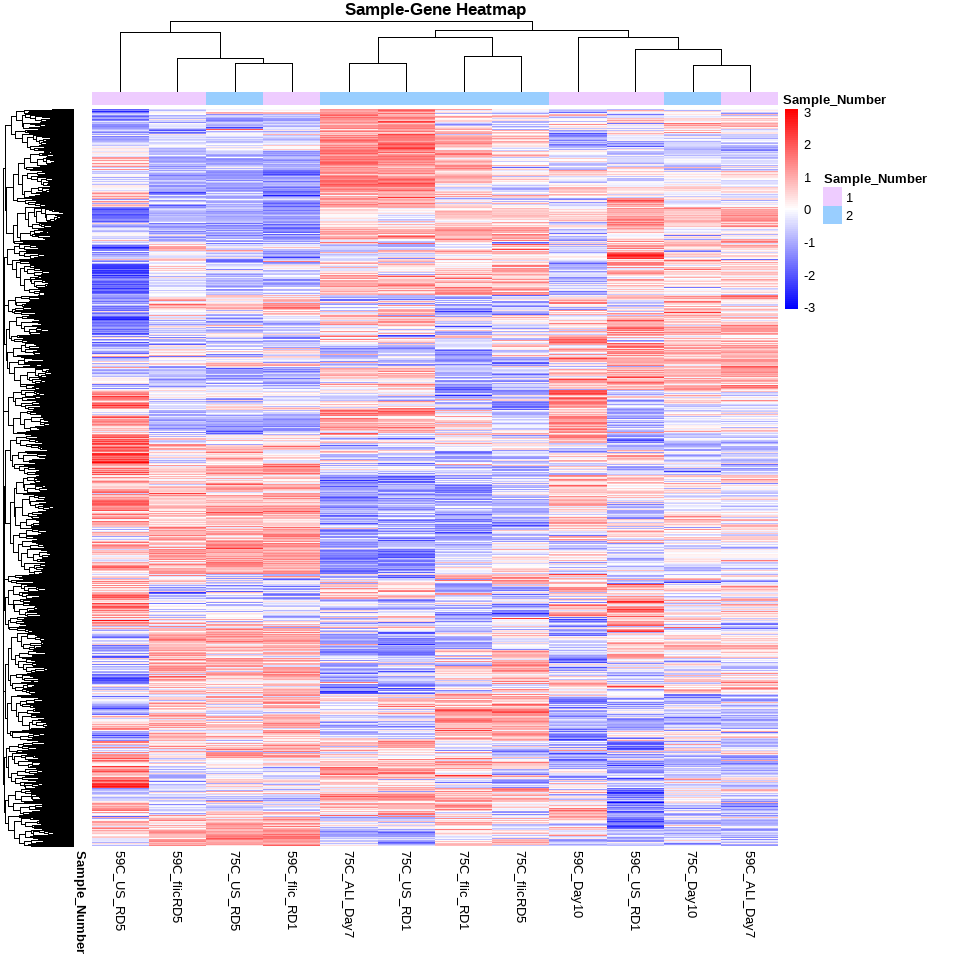 Sample-Gene Heatmap
Sample_Number
3
2
1
0
-1
-2
-3
Sample_Number
1
2
59C_US_RD5
59C_flicRD5
75C_US_RD5
59C_flic_RD1
75C_ALI_Day7
75C_US_RD1
75C_flic_RD1
75C_flicRD5
59C_Day10
59C_US_RD1
75C_Day10
59C_ALI_Day7
Sample_Number